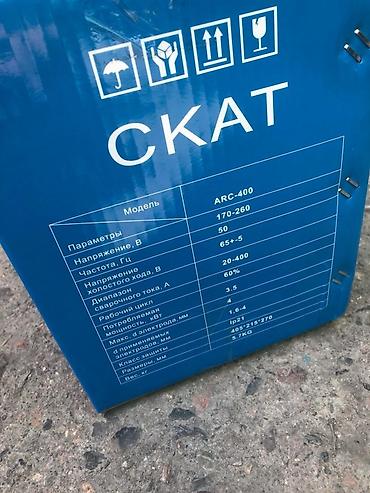 СКАТ
Модель ARC-400
Параметры
Напряжение, В 170-260
Частота, Гц 50
Напряжение холостого хода, В 65+-5
Диапазон сварочного тока, А 20-400
Рабочий цикл 60%
Потребляемая мощность, кВт 3.5
Макс. d электрода, мм 4
d применяемых электродов, мм 1,6-4
Класс защиты Ip21
Размеры, мм 405*215*270
Вес, кг 5.7KG